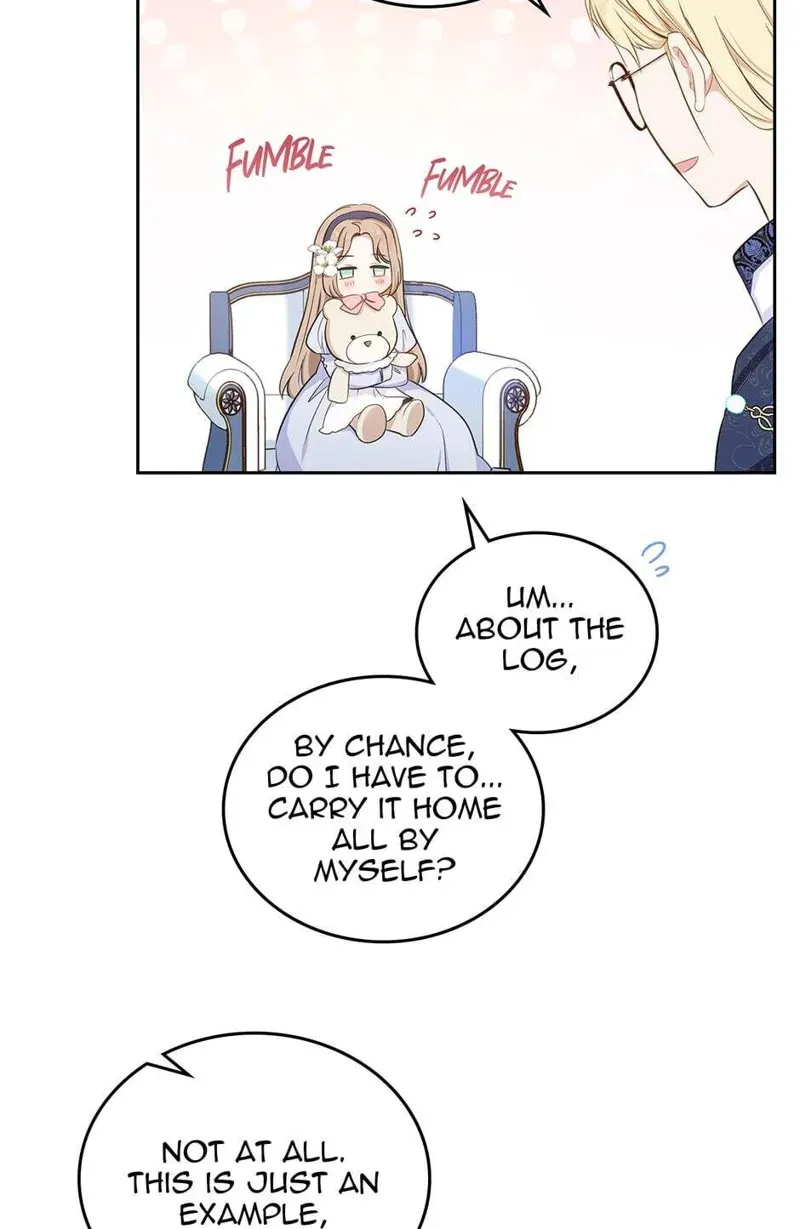 FUMBLE
FUMBLE
UM...
ABOUT THE
LOG,
BY CHANCE,
DO I HAVE TO...
CARRY IT HOME
ALL BY
MYSELF?
NOT AT ALL.
THIS IS JUST AN
EXAMPLE,